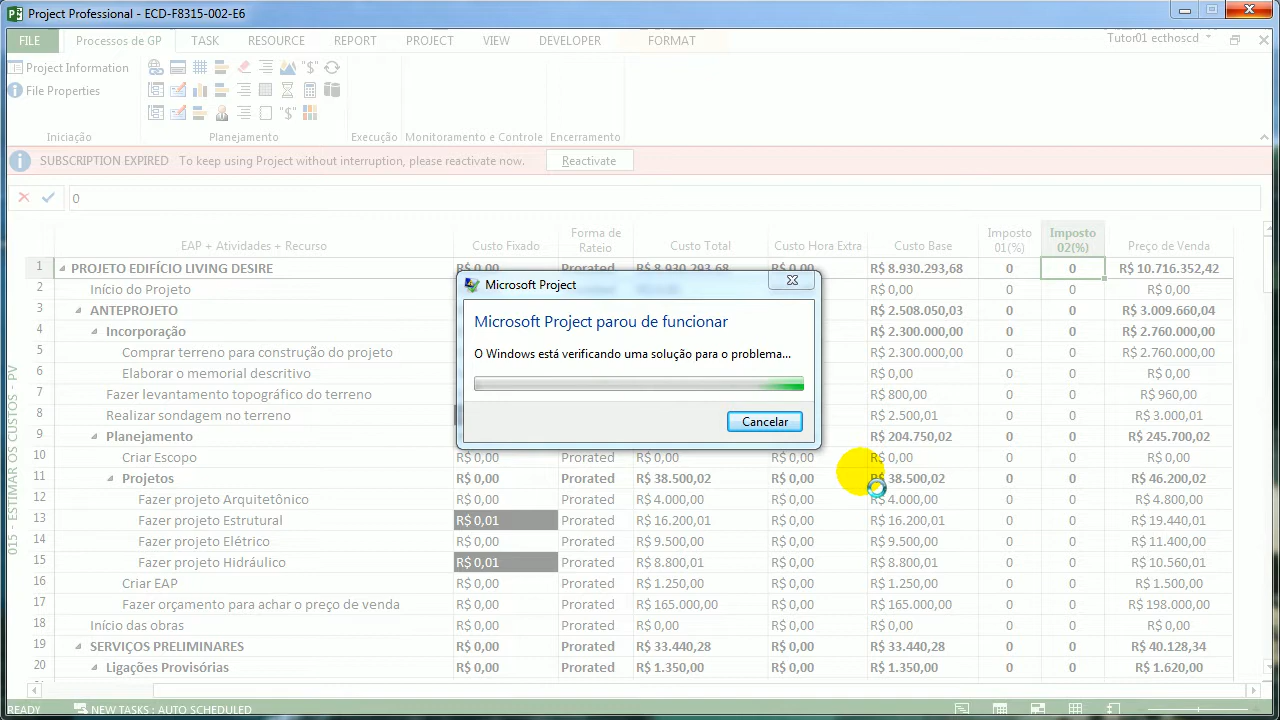 Project Professional - ECD-F8315-002-E6
FILE Processos de GP TASK RESOURCE REPORT PROJECT VIEW DEVELOPER FORMAT Tutor01 ecthoscd
Project Information
File Properties
Iniciação Planejamento Execução Monitoramento e Controle Encerramento
SUBSCRIPTION EXPIRED To keep using Project without interruption, please reactivate now. Reactivate
0
EAP + Atividades + Recurso Custo Fixado Forma de Rateio Custo Total Custo Hora Extra Custo Base Imposto 01(%) Imposto 02(%) Preço de Venda
1 PROJETO EDIFÍCIO LIVING DESIRE R$ 0,00 Prorated R$ 8.930.293,68 R$ 0,00 R$ 8.930.293,68 0 0 R$ 10.716.352,42
2 Início do Projeto R$ 0,00 0 0 R$ 0,00
3 ANTEPROJETO R$ 2.508.050,03 0 0 R$ 3.009.660,04
4 Incorporação R$ 2.300.000,00 0 0 R$ 2.760.000,00
5 Comprar terreno para construção do projeto R$ 2.300.000,00 0 0 R$ 2.760.000,00
6 Elaborar o memorial descritivo R$ 0,00 0 0 R$ 0,00
7 Fazer levantamento topográfico do terreno R$ 800,00 0 0 R$ 960,00
8 Realizar sondagem no terreno R$ 2.500,01 0 0 R$ 3.000,01
9 Planejamento R$ 204.750,02 0 0 R$ 245.700,02
10 Criar Escopo R$ 0,00 Prorated R$ 0,00 R$ 0,00 R$ 0,00 0 0 R$ 0,00
11 Projetos R$ 0,00 Prorated R$ 38.500,02 R$ 0,00 R$ 38.500,02 0 0 R$ 46.200,02
12 Fazer projeto Arquitetônico R$ 0,00 Prorated R$ 4.000,00 R$ 0,00 R$ 4.000,00 0 0 R$ 4.800,00
13 Fazer projeto Estrutural R$ 0,01 Prorated R$ 16.200,01 R$ 0,00 R$ 16.200,01 0 0 R$ 19.440,01
14 Fazer projeto Elétrico R$ 0,00 Prorated R$ 9.500,00 R$ 0,00 R$ 9.500,00 0 0 R$ 11.400,00
15 Fazer projeto Hidráulico R$ 0,01 Prorated R$ 8.800,01 R$ 0,00 R$ 8.800,01 0 0 R$ 10.560,01
16 Criar EAP R$ 0,00 Prorated R$ 1.250,00 R$ 0,00 R$ 1.250,00 0 0 R$ 1.500,00
17 Fazer orçamento para achar o preço de venda R$ 0,00 Prorated R$ 165.000,00 R$ 0,00 R$ 165.000,00 0 0 R$ 198.000,00
18 Início das obras R$ 0,00 Prorated R$ 0,00 R$ 0,00 R$ 0,00 0 0 R$ 0,00
19 SERVIÇOS PRELIMINARES R$ 0,00 Prorated R$ 33.440,28 R$ 0,00 R$ 33.440,28 0 0 R$ 40.128,34
20 Ligações Provisórias R$ 0,00 Prorated R$ 1.350,00 R$ 0,00 R$ 1.350,00 0 0 R$ 1.620,00
015 - ESTIMAR OS CUSTOS - PV
Microsoft Project
Microsoft Project parou de funcionar
O Windows está verificando uma solução para o problema...
Cancelar
READY NEW TASKS : AUTO SCHEDULED